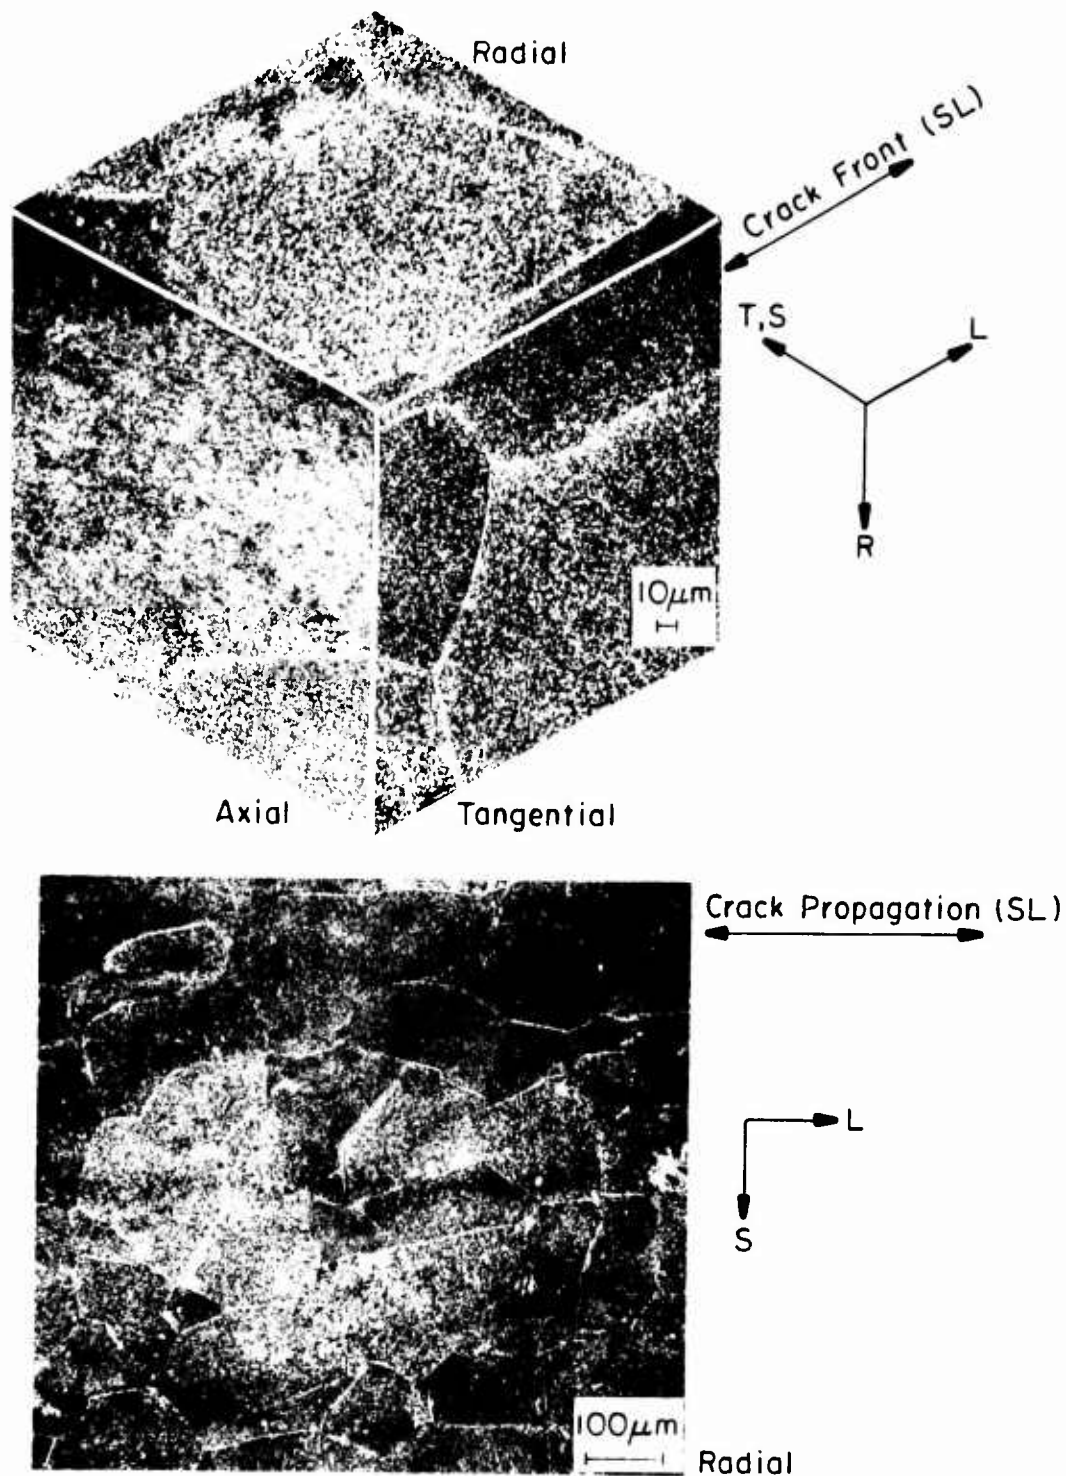 Radial
Crack Front (SL)
T,S
L
R
10μm
Axial
Tangential
Crack Propagation (SL)
L
S
100μm
Radial